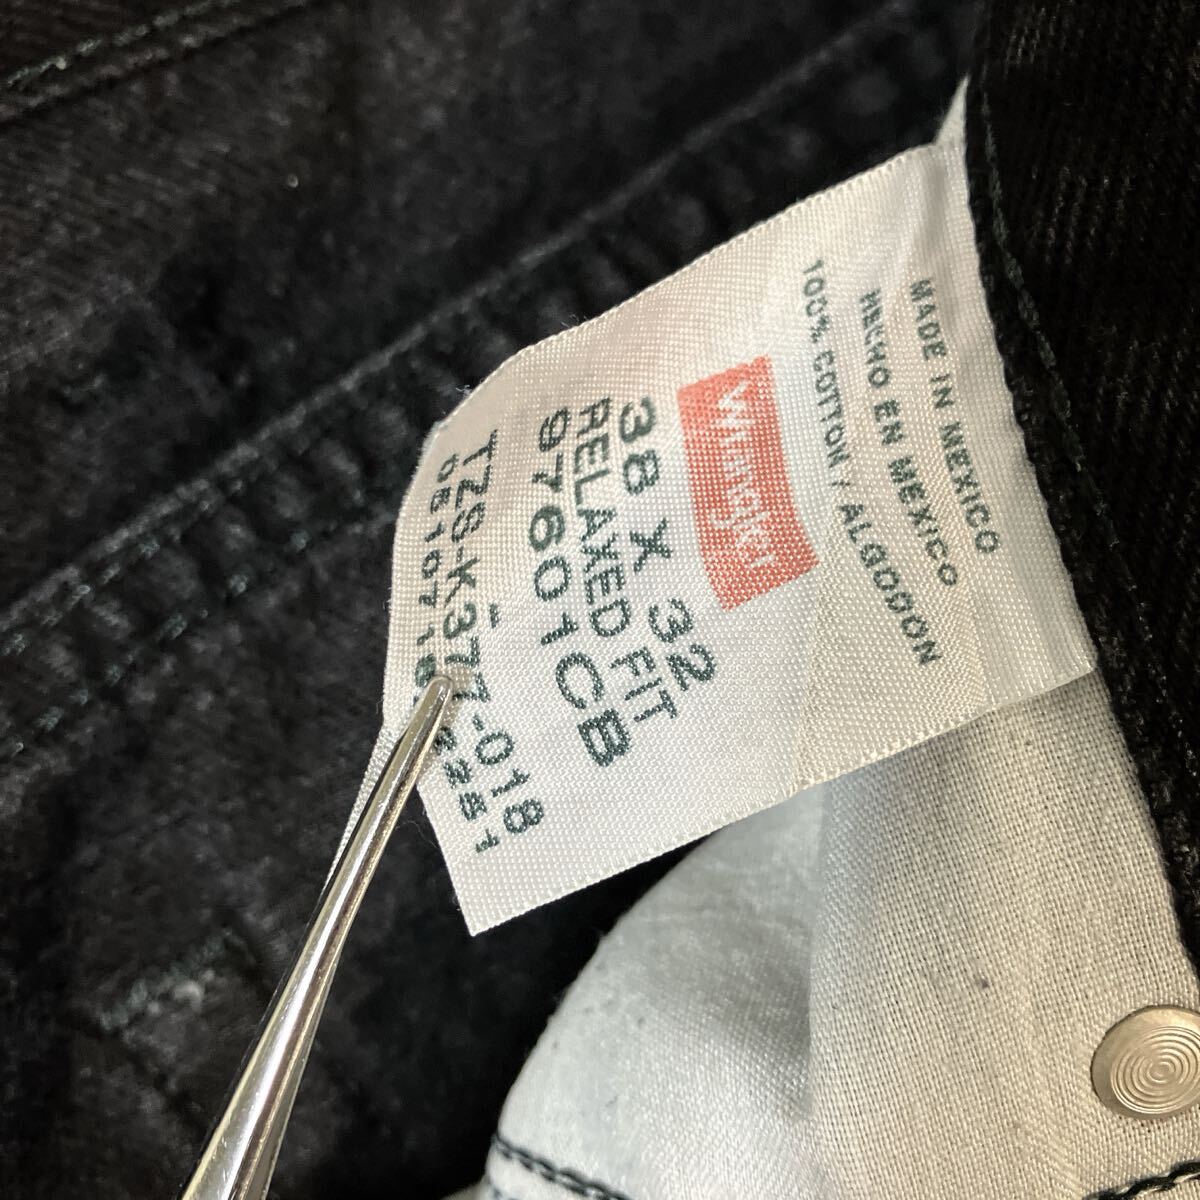 MADE IN MEXICO
HECHO EN MEXICO
100% COTTON / ALGODON
Wrangler
38 X 32
RELAXED FIT
97601CB
TZS-K377-018